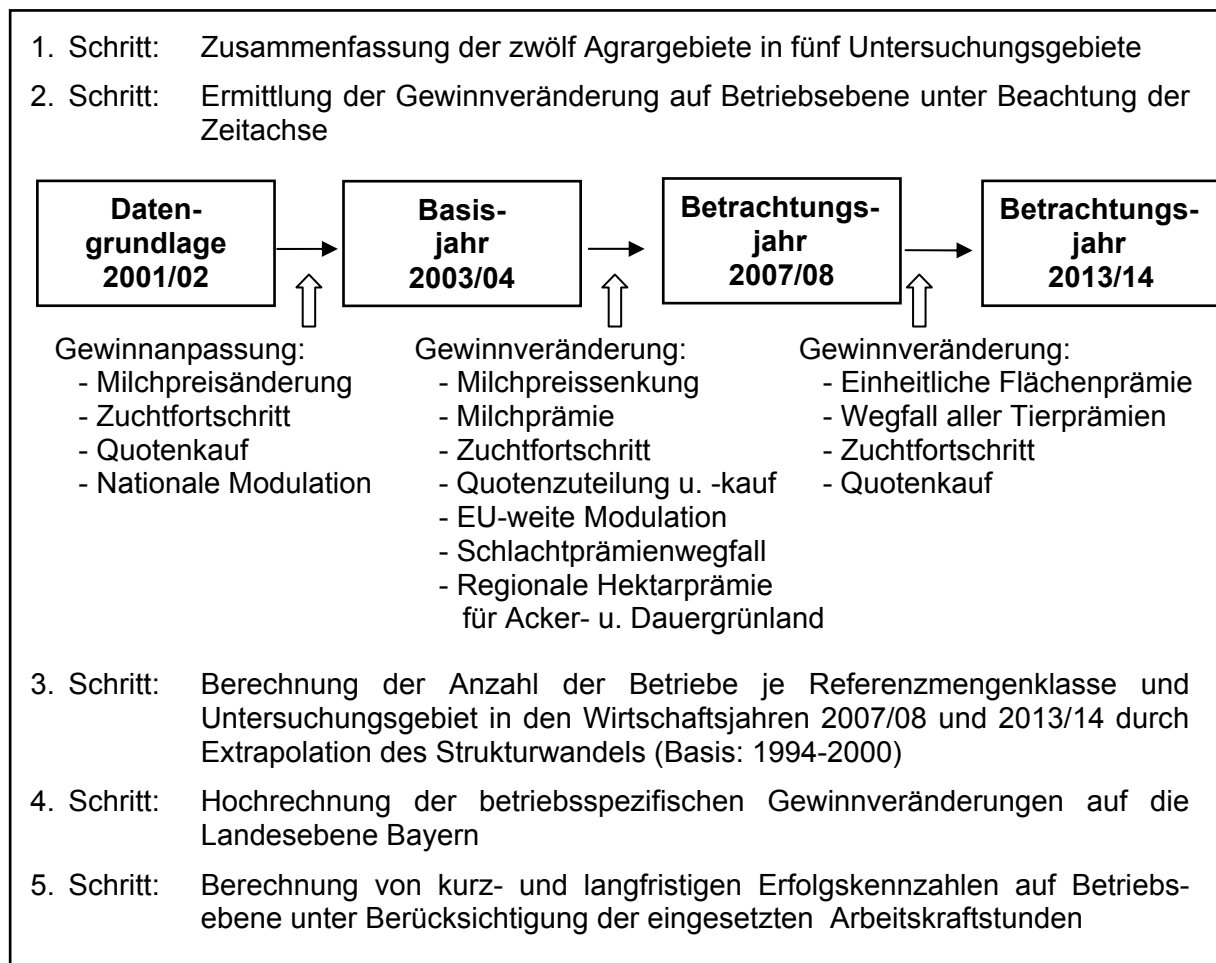 1. Schritt: Zusammenfassung der zwölf Agrargebiete in fünf Untersuchungsgebiete
2. Schritt: Ermittlung der Gewinnveränderung auf Betriebsebene unter Beachtung der
Zeitachse
Daten-
grundlage
2001/02
Basis-
jahr
2003/04
Betrachtungs-
jahr
2007/08
Betrachtungs-
jahr
2013/14
Gewinnanpassung:
- Milchpreisänderung
- Zuchtfortschritt
- Quotenkauf
- Nationale Modulation
Gewinnveränderung:
- Milchpreissenkung
- Milchprämie
- Zuchtfortschritt
- Quotenzuteilung u. -kauf
- EU-weite Modulation
- Schlachtprämienwegfall
- Regionale Hektarprämie
für Acker- u. Dauergrünland
Gewinnveränderung:
- Einheitliche Flächenprämie
- Wegfall aller Tierprämien
- Zuchtfortschritt
- Quotenkauf
3. Schritt: Berechnung der Anzahl der Betriebe je Referenzmengenklasse und
Untersuchungsgebiet in den Wirtschaftsjahren 2007/08 und 2013/14 durch
Extrapolation des Strukturwandels (Basis: 1994-2000)
4. Schritt: Hochrechnung der betriebsspezifischen Gewinnveränderungen auf die
Landesebene Bayern
5. Schritt: Berechnung von kurz- und langfristigen Erfolgskennzahlen auf Betriebs-
ebene unter Berücksichtigung der eingesetzten Arbeitskraftstunden